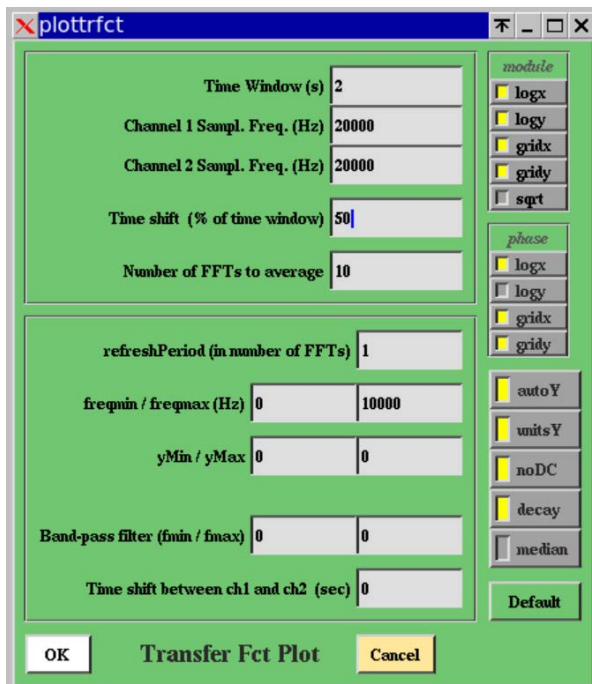 plottrfct
Time Window (s) 2
Channel 1 Sampl. Freq. (Hz) 20000
Channel 2 Sampl. Freq. (Hz) 20000
Time shift (% of time window) 50
Number of FFTs to average 10
refreshPeriod (in number of FFTs) 1
freqmin / freqmax (Hz) 0 10000
yMin / yMax 0 0
Band-pass filter (fmin / fmax) 0 0
Time shift between ch1 and ch2 (sec) 0
module
logx
logy
gridx
gridy
sqrt
phase
logx
logy
gridx
gridy
autoY
unitsY
noDC
decay
median
Default
OK Transfer Fct Plot Cancel